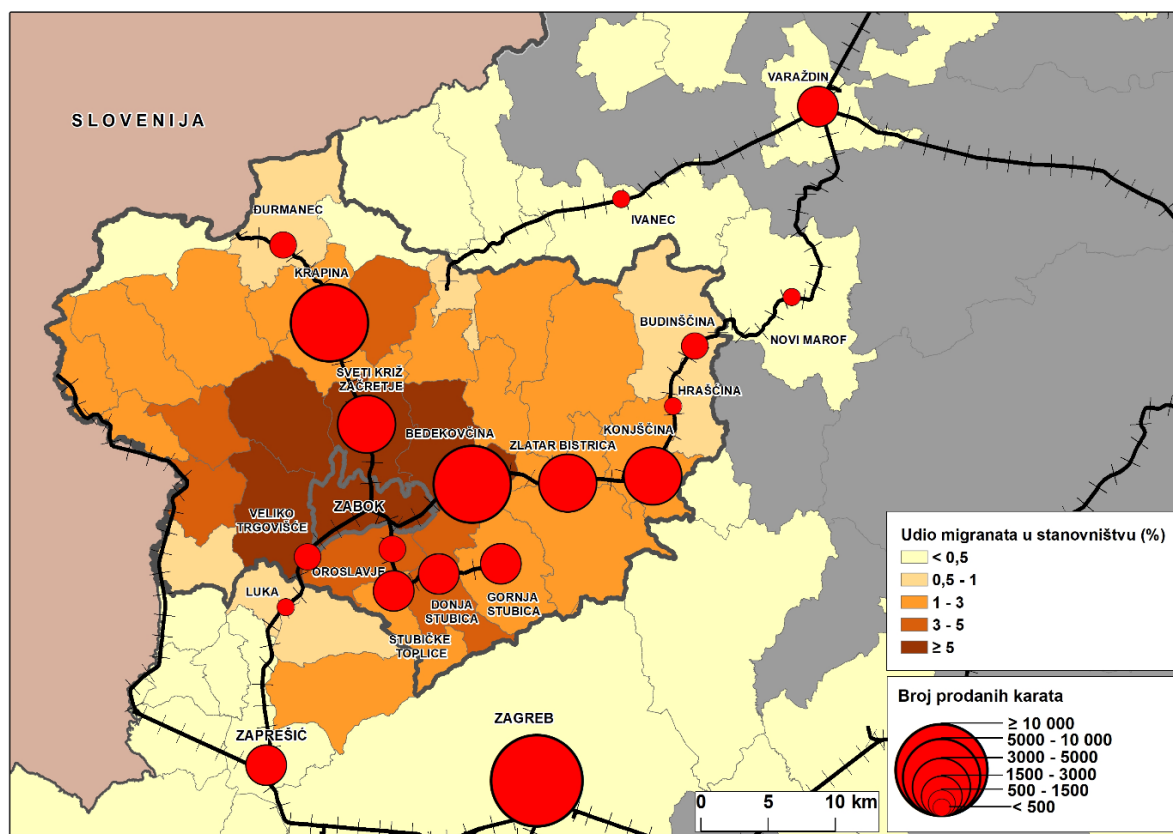 SLOVENIJA
VARAŽDIN
ĐURMANEC
IVANEC
KRAPINA
BUDINŠČINA
NOVI MAROF
SVETI KRIŽ
ZAČRETJE
HRAŠĆINA
BEDEKOVČINA
ZLATAR BISTRICA
KONJŠČINA
ZABOK
VELIKO
TRGOVIŠĆE
OROSLAVJE
LUKA
DONJA
STUBICA
GORNJA
STUBICA
STUBIČKE
TOPLICE
ZAPREŠIĆ
ZAGREB
0 5 10 km
Udio migranata u stanovništvu (%)
< 0,5
0,5 - 1
1 - 3
3 - 5
≥ 5
Broj prodanih karata
≥ 10 000
5000 - 10 000
3000 - 5000
1500 - 3000
500 - 1500
< 500